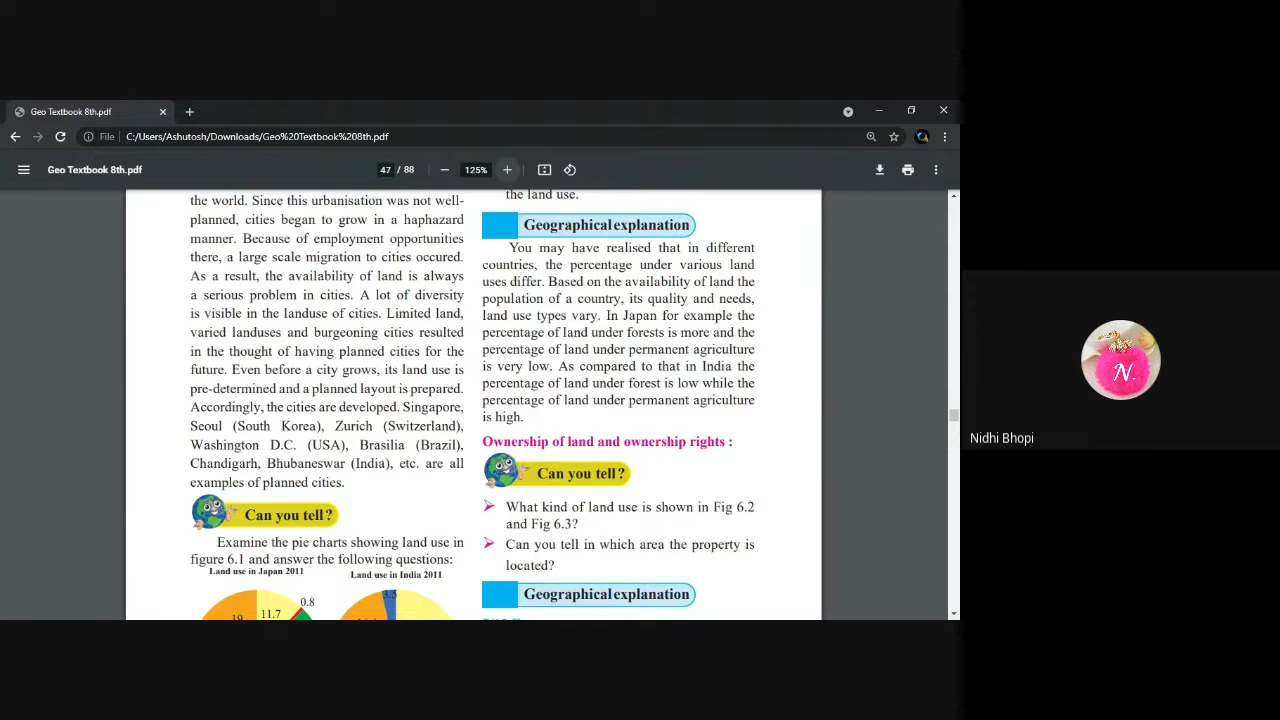 Geo Textbook 8th.pdf
File C:/Users/Ashutosh/Downloads/Geo%20Textbook%208th.pdf
Geo Textbook 8th.pdf
47 / 88
125%
the world. Since this urbanisation was not well-
planned, cities began to grow in a haphazard
manner. Because of employment opportunities
there, a large scale migration to cities occured.
As a result, the availability of land is always
a serious problem in cities. A lot of diversity
is visible in the landuse of cities. Limited land,
varied landuses and burgeoning cities resulted
in the thought of having planned cities for the
future. Even before a city grows, its land use is
pre-determined and a planned layout is prepared.
Accordingly, the cities are developed. Singapore,
Seoul (South Korea), Zurich (Switzerland),
Washington D.C. (USA), Brasilia (Brazil),
Chandigarh, Bhubaneswar (India), etc. are all
examples of planned cities.
Can you tell?
Examine the pie charts showing land use in
figure 6.1 and answer the following questions:
Land use in Japan 2011
Land use in India 2011
19
11.7
0.8
3.5
the land use.
Geographical explanation
You may have realised that in different
countries, the percentage under various land
uses differ. Based on the availability of land the
population of a country, its quality and needs,
land use types vary. In Japan for example the
percentage of land under forests is more and the
percentage of land under permanent agriculture
is very low. As compared to that in India the
percentage of land under forest is low while the
percentage of land under permanent agriculture
is high.
Ownership of land and ownership rights :
Can you tell?
What kind of land use is shown in Fig 6.2
and Fig 6.3?
Can you tell in which area the property is
located?
Geographical explanation
N.
Nidhi Bhopi